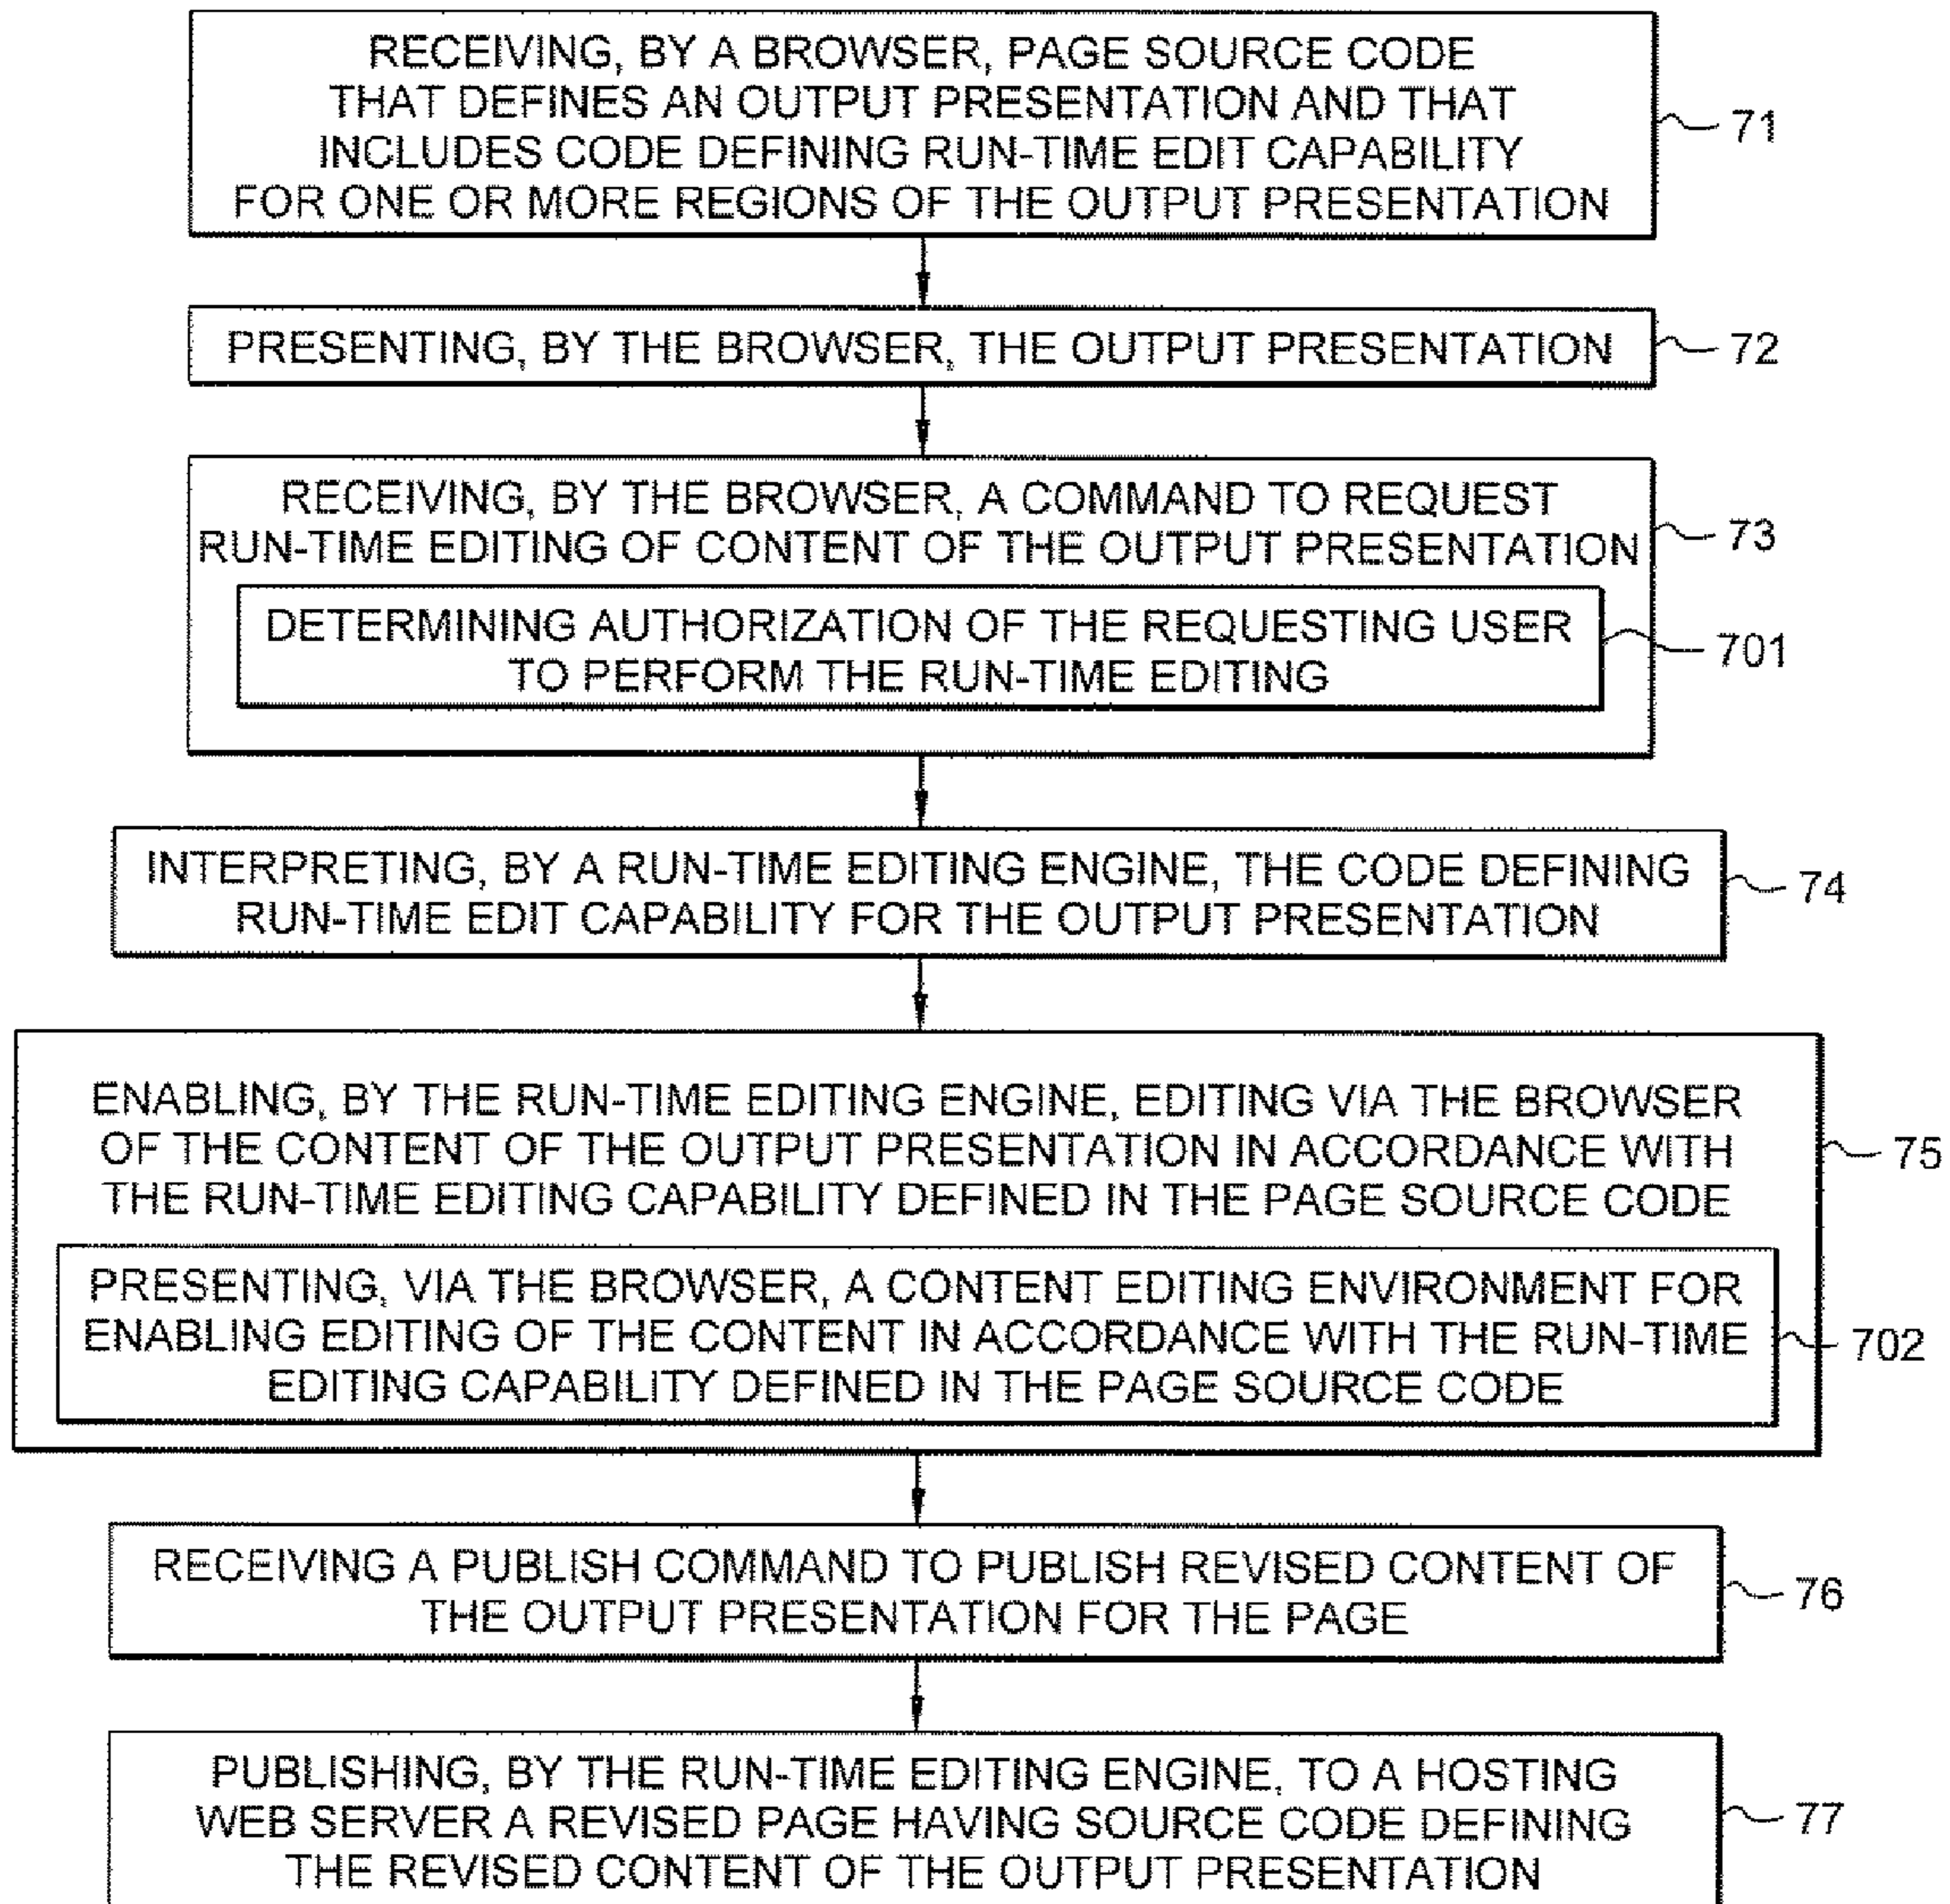 RECEIVING, BY A BROWSER, PAGE SOURCE CODE
THAT DEFINES AN OUTPUT PRESENTATION AND THAT
INCLUDES CODE DEFINING RUN-TIME EDIT CAPABILITY
FOR ONE OR MORE REGIONS OF THE OUTPUT PRESENTATION
71
PRESENTING, BY THE BROWSER, THE OUTPUT PRESENTATION
72
RECEIVING, BY THE BROWSER, A COMMAND TO REQUEST
RUN-TIME EDITING OF CONTENT OF THE OUTPUT PRESENTATION
73
DETERMINING AUTHORIZATION OF THE REQUESTING USER
TO PERFORM THE RUN-TIME EDITING
701
INTERPRETING, BY A RUN-TIME EDITING ENGINE, THE CODE DEFINING
RUN-TIME EDIT CAPABILITY FOR THE OUTPUT PRESENTATION
74
ENABLING, BY THE RUN-TIME EDITING ENGINE, EDITING VIA THE BROWSER
OF THE CONTENT OF THE OUTPUT PRESENTATION IN ACCORDANCE WITH
THE RUN-TIME EDITING CAPABILITY DEFINED IN THE PAGE SOURCE CODE
75
PRESENTING, VIA THE BROWSER, A CONTENT EDITING ENVIRONMENT FOR
ENABLING EDITING OF THE CONTENT IN ACCORDANCE WITH THE RUN-TIME
EDITING CAPABILITY DEFINED IN THE PAGE SOURCE CODE
702
RECEIVING A PUBLISH COMMAND TO PUBLISH REVISED CONTENT OF
THE OUTPUT PRESENTATION FOR THE PAGE
76
PUBLISHING, BY THE RUN-TIME EDITING ENGINE, TO A HOSTING
WEB SERVER A REVISED PAGE HAVING SOURCE CODE DEFINING
THE REVISED CONTENT OF THE OUTPUT PRESENTATION
77